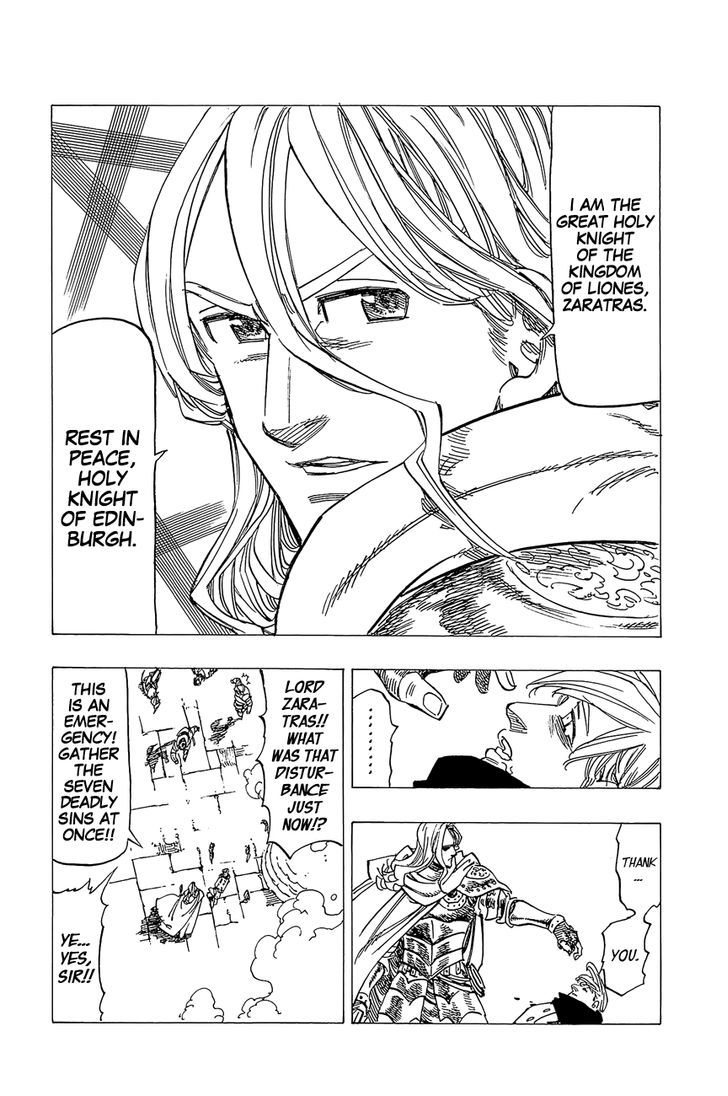 I AM THE
GREAT HOLY
KNIGHT
OF THE
KINGDOM
OF LIONES,
ZARATRAS.
REST IN
PEACE,
HOLY
KNIGHT
OF EDIN-
BURGH.
.......
THANK
...
YOU.
LORD
ZARA-
TRAS!!
WHAT
WAS THAT
DISTUR-
BANCE
JUST
NOW!?
THIS
IS AN
EMER-
GENCY!
GATHER
THE
SEVEN
DEADLY
SINS AT
ONCE!!
YE...
YES,
SIR!!